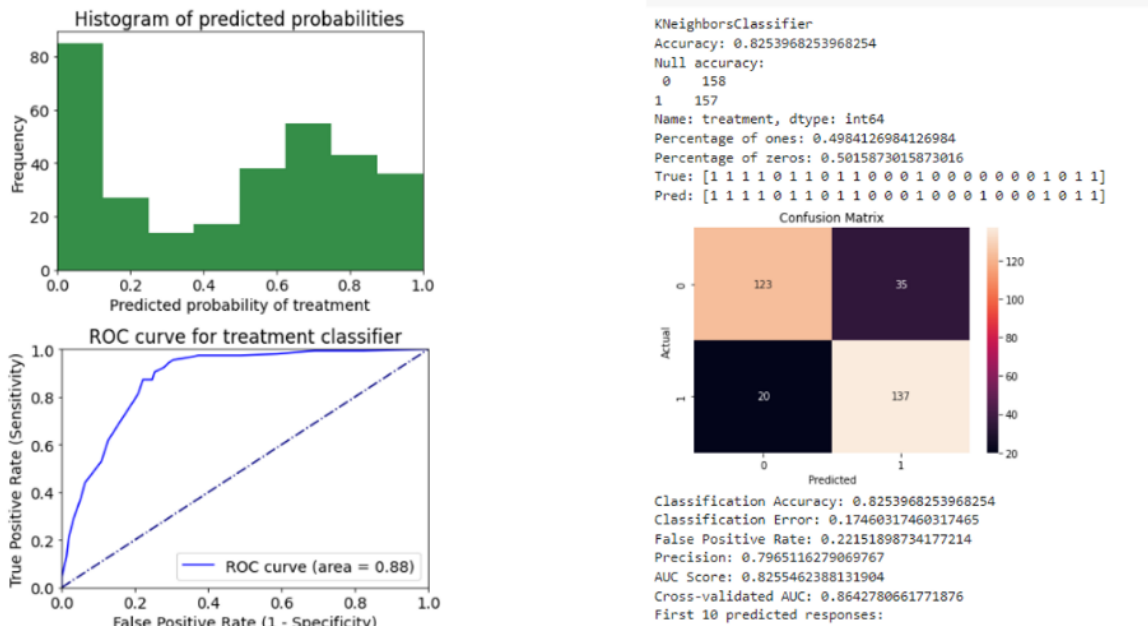 Histogram of predicted probabilities
80
60
40
20
0
Frequency
0.0 0.2 0.4 0.6 0.8 1.0
Predicted probability of treatment
ROC curve for treatment classifier
1.0
0.8
0.6
0.4
0.2
0.0
True Positive Rate (Sensitivity)
ROC curve (area = 0.88)
0.0 0.2 0.4 0.6 0.8 1.0
False Positive Rate (1 - Specificity)
KNeighborsClassifier
Accuracy: 0.8253968253968254
Null accuracy:
0 158
1 157
Name: treatment, dtype: int64
Percentage of ones: 0.4984126984126984
Percentage of zeros: 0.5015873015873016
True: [1 1 1 1 0 1 1 0 1 1 0 0 0 1 0 0 0 0 0 0 0 1 0 1 1]
Pred: [1 1 1 1 0 1 1 0 1 1 0 0 0 1 0 0 0 1 0 0 0 1 0 1 1]
Confusion Matrix
0
123 35
1
20 137
Actual
0 1
Predicted
120
100
80
60
40
20
Classification Accuracy: 0.8253968253968254
Classification Error: 0.17460317460317465
False Positive Rate: 0.22151898734177214
Precision: 0.7965116279069767
AUC Score: 0.8255462388131904
Cross-validated AUC: 0.8642780661771876
First 10 predicted responses: